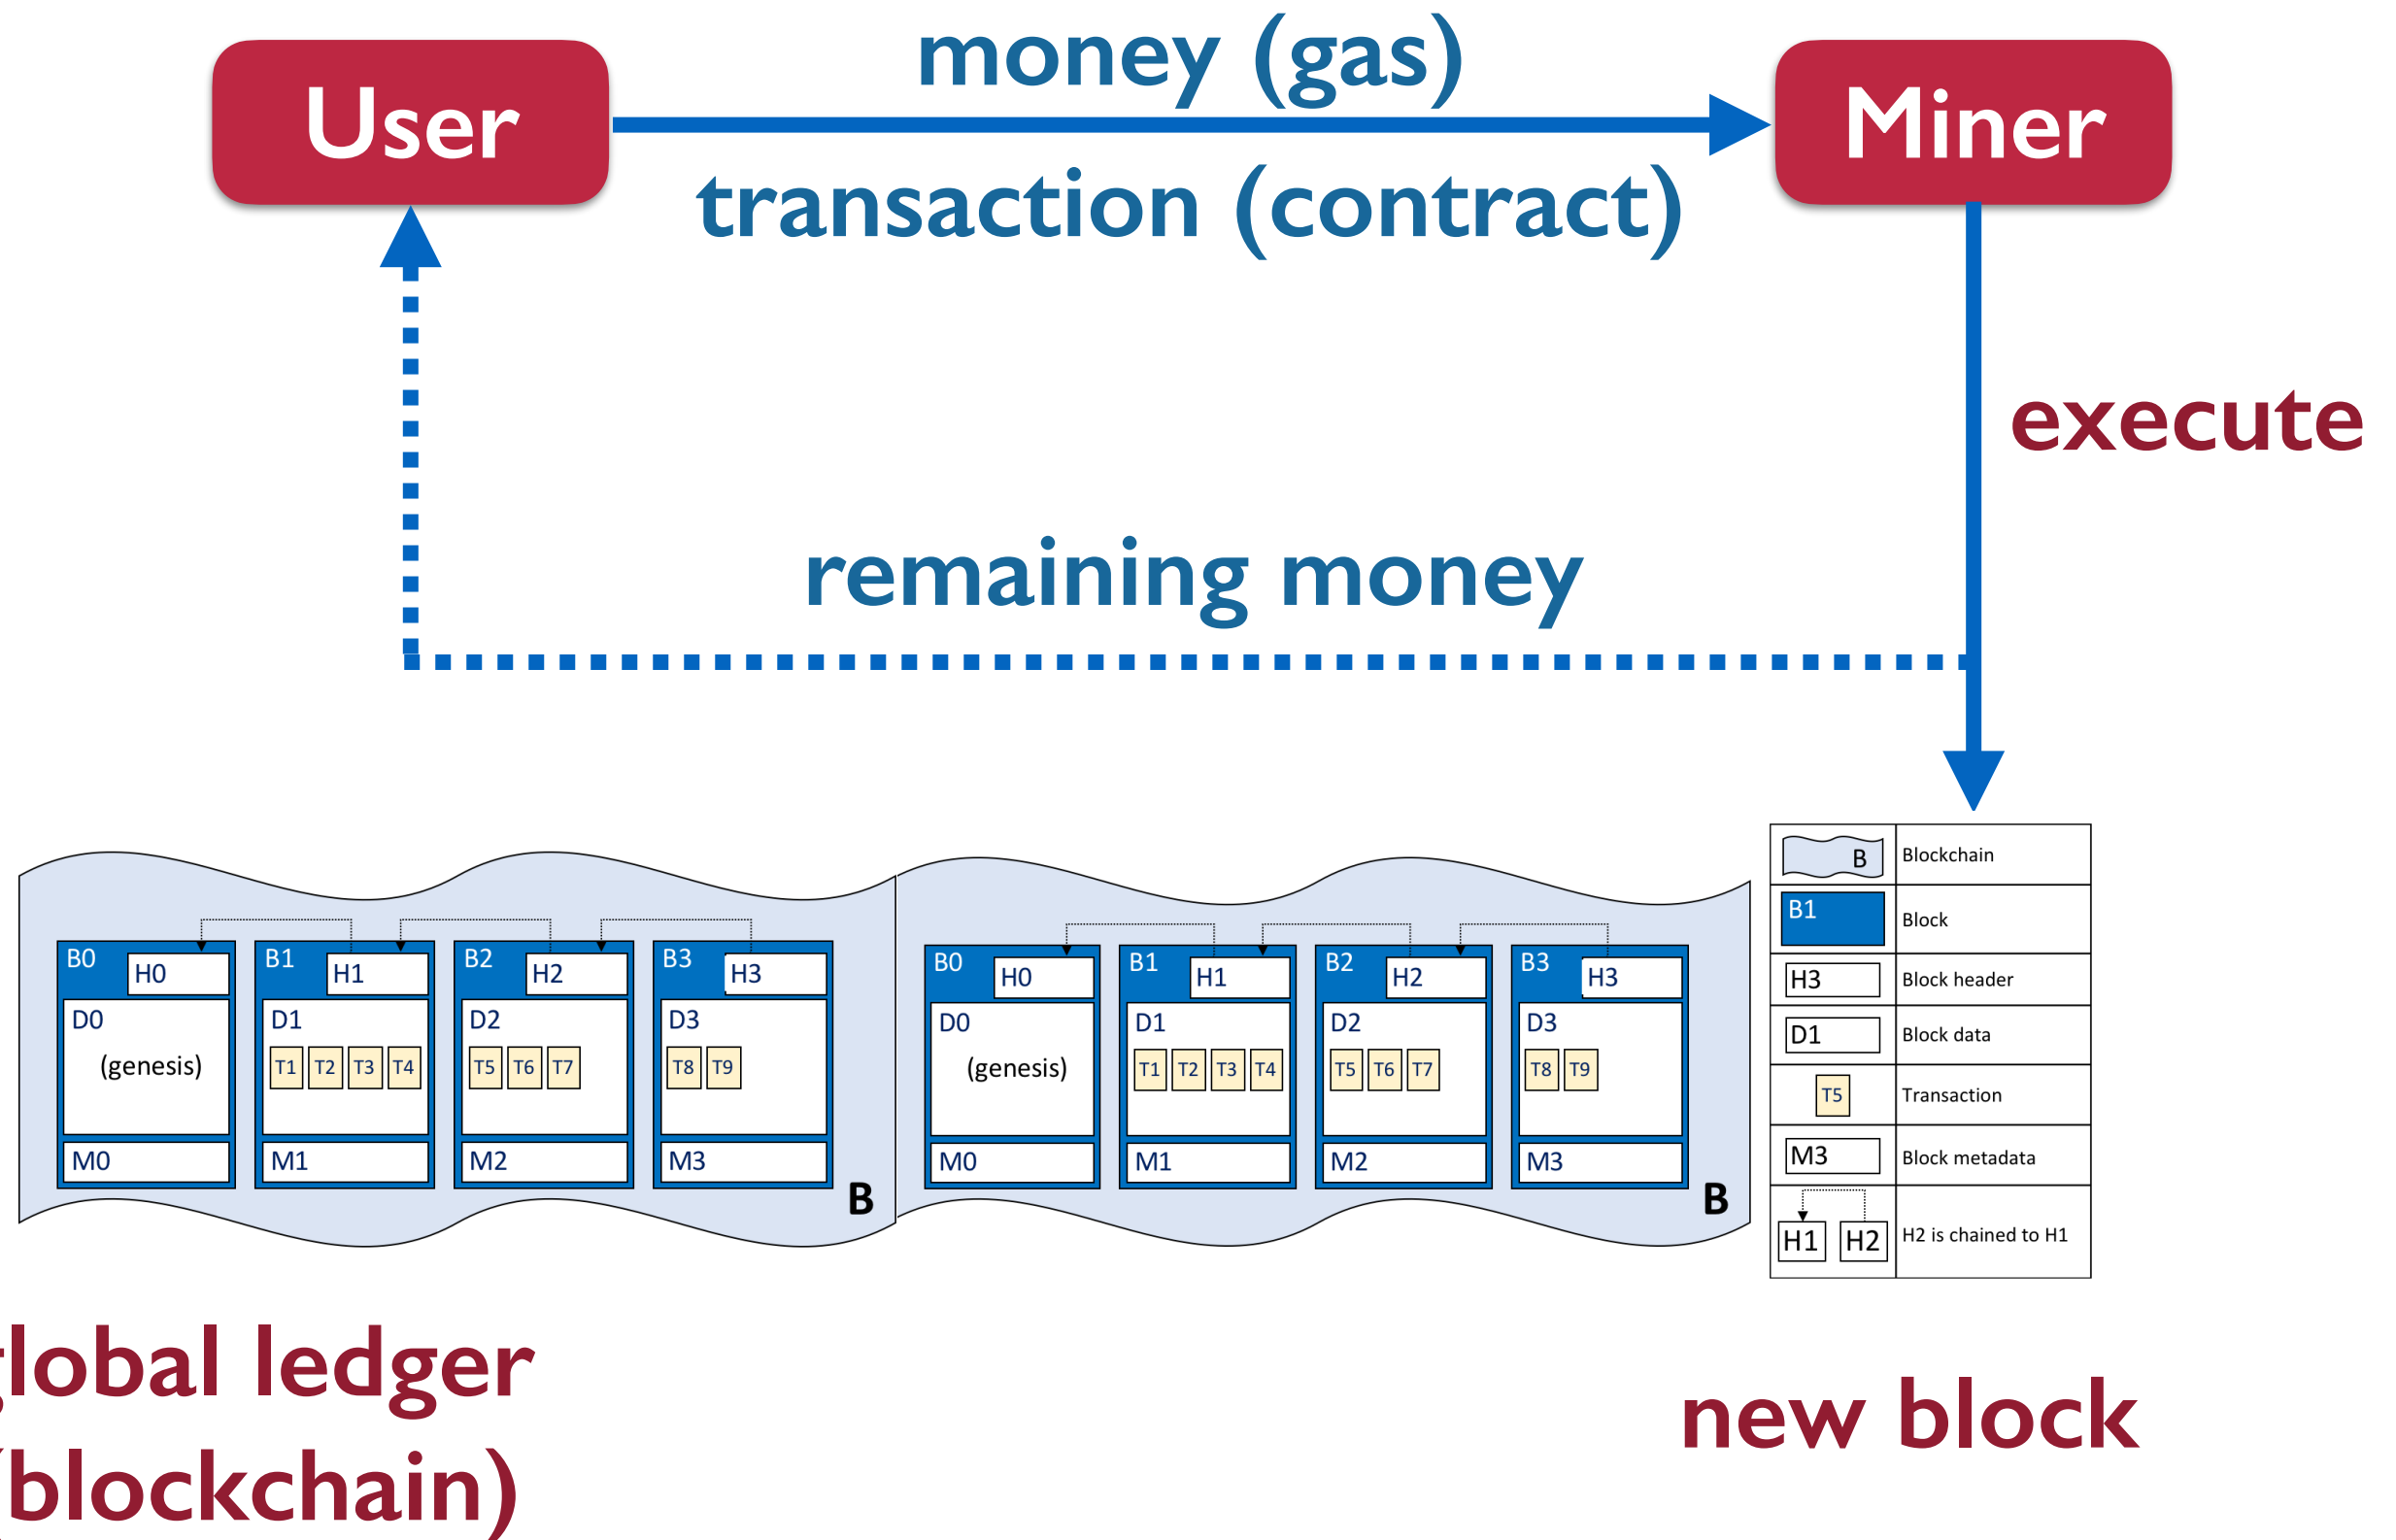 money (gas)
User
Miner
transaction (contract)
execute
remaining money
B0
H0
D0
(genesis)
M0
B1
H1
D1
T1 T2 T3 T4
M1
B2
H2
D2
T5 T6 T7
M2
B3
H3
D3
T8 T9
M3
B
B0
H0
D0
(genesis)
M0
B1
H1
D1
T1 T2 T3 T4
M1
B2
H2
D2
T5 T6 T7
M2
B3
H3
D3
T8 T9
M3
B
B Blockchain
B1 Block
H3 Block header
D1 Block data
T5 Transaction
M3 Block metadata
H1 H2 H2 is chained to H1
global ledger
(blockchain)
new block